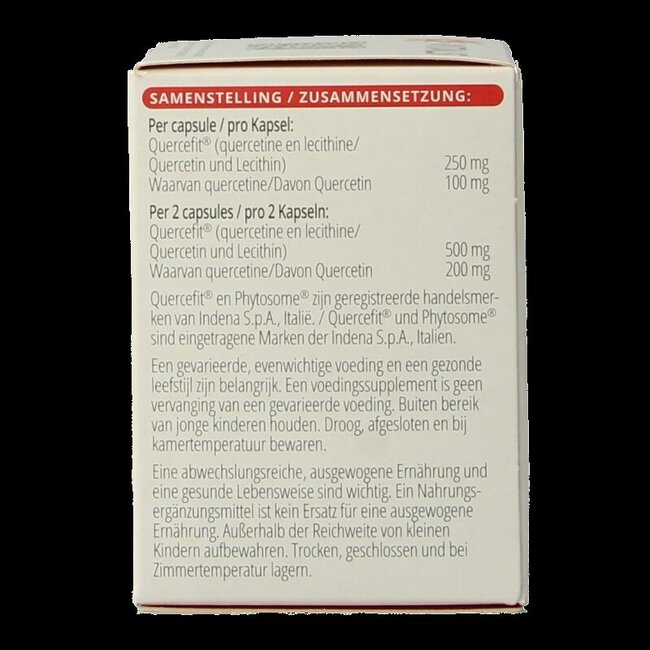 SAMENSTELLING / ZUSAMMENSETZUNG:
Per capsule / pro Kapsel:
Quercefit® (quercetine en lecithine/
Quercetin und Lecithin) 250 mg
Waarvan quercetine/Davon Quercetin 100 mg
Per 2 capsules / pro 2 Kapseln:
Quercefit® (quercetine en lecithine/
Quercetin und Lecithin) 500 mg
Waarvan quercetine/Davon Quercetin 200 mg
Quercefit® en Phytosome® zijn geregistreerde handelsmer-
ken van Indena S.p.A., Italië. / Quercefit® und Phytosome®
sind eingetragene Marken der Indena S.p.A., Italien.
Een gevarieerde, evenwichtige voeding en een gezonde
leefstijl zijn belangrijk. Een voedingssupplement is geen
vervanging van een gevarieerde voeding. Buiten bereik
van jonge kinderen houden. Droog, afgesloten en bij
kamertemperatuur bewaren.
Eine abwechslungsreiche, ausgewogene Ernährung und
eine gesunde Lebensweise sind wichtig. Ein Nahrungs-
ergänzungsmittel ist kein Ersatz für eine ausgewogene
Ernährung. Außerhalb der Reichweite von kleinen
Kindern aufbewahren. Trocken, geschlossen und bei
Zimmertemperatur lagern.